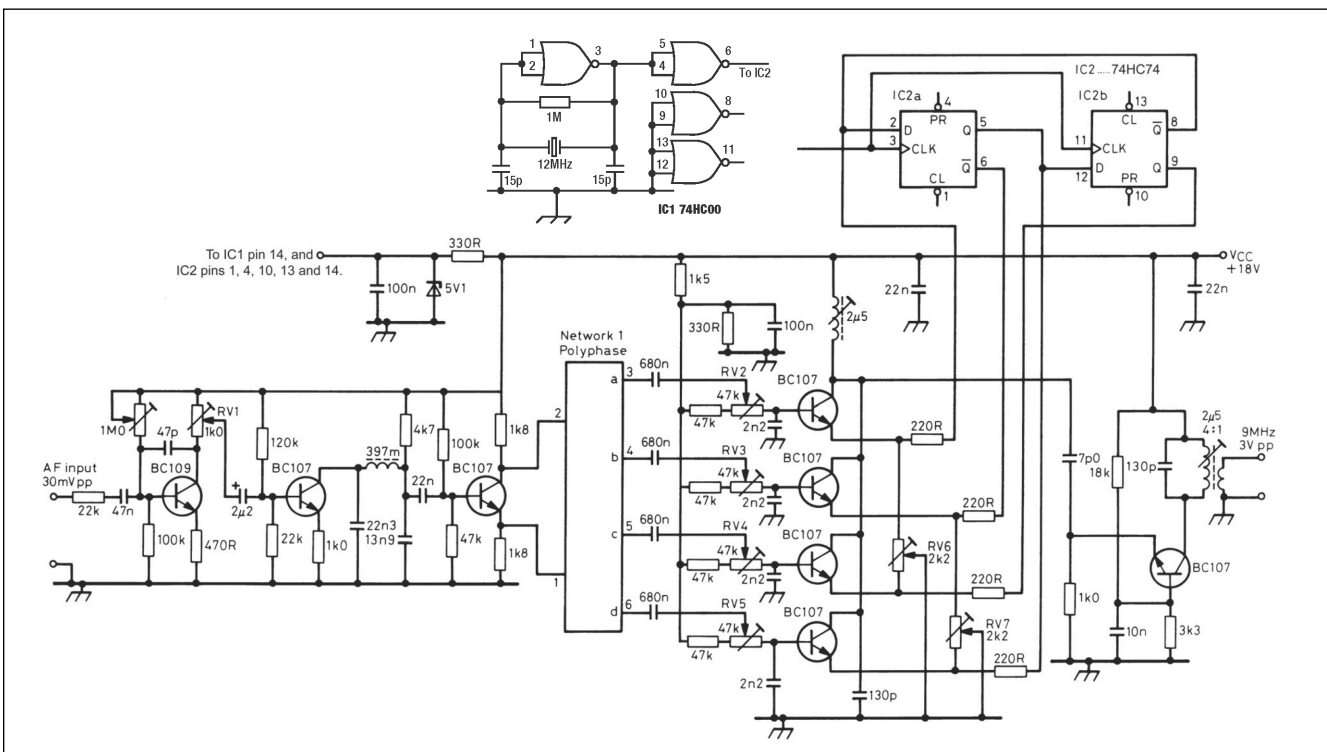 1
2
3
5
4
6
To IC2
1M
12MHz
15p
15p
10
9
8
13
12
11
IC1 74HC00
IC2.....74HC74
IC2a
4
PR
2
D
Q
5
3
CLK
Q
6
CL
1
IC2b
13
CL
Q
8
11
CLK
12
D
Q
9
PR
10
To IC1 pin 14, and
IC2 pins 1, 4, 10, 13 and 14.
330R
100n
5V1
1k5
330R
100n
2µ5
22n
VCC
+18V
22n
Network 1
Polyphase
2
1
a
3
b
4
c
5
d
6
680n
680n
680n
680n
RV2
47k
47k
2n2
BC107
220R
RV3
47k
47k
2n2
BC107
220R
RV4
47k
47k
2n2
BC107
220R
RV5
47k
47k
2n2
BC107
220R
RV6
2k2
RV7
2k2
130p
AF input
30mV pp
22k
47n
1M0
47p
RV1
1k0
BC109
100k
470R
2µ2
120k
BC107
22k
1k0
397m
22n3
13n9
4k7
22n
100k
BC107
47k
1k8
1k8
7p0
18k
130p
2µ5
4:1
9MHz
3V pp
BC107
1k0
10n
3k3